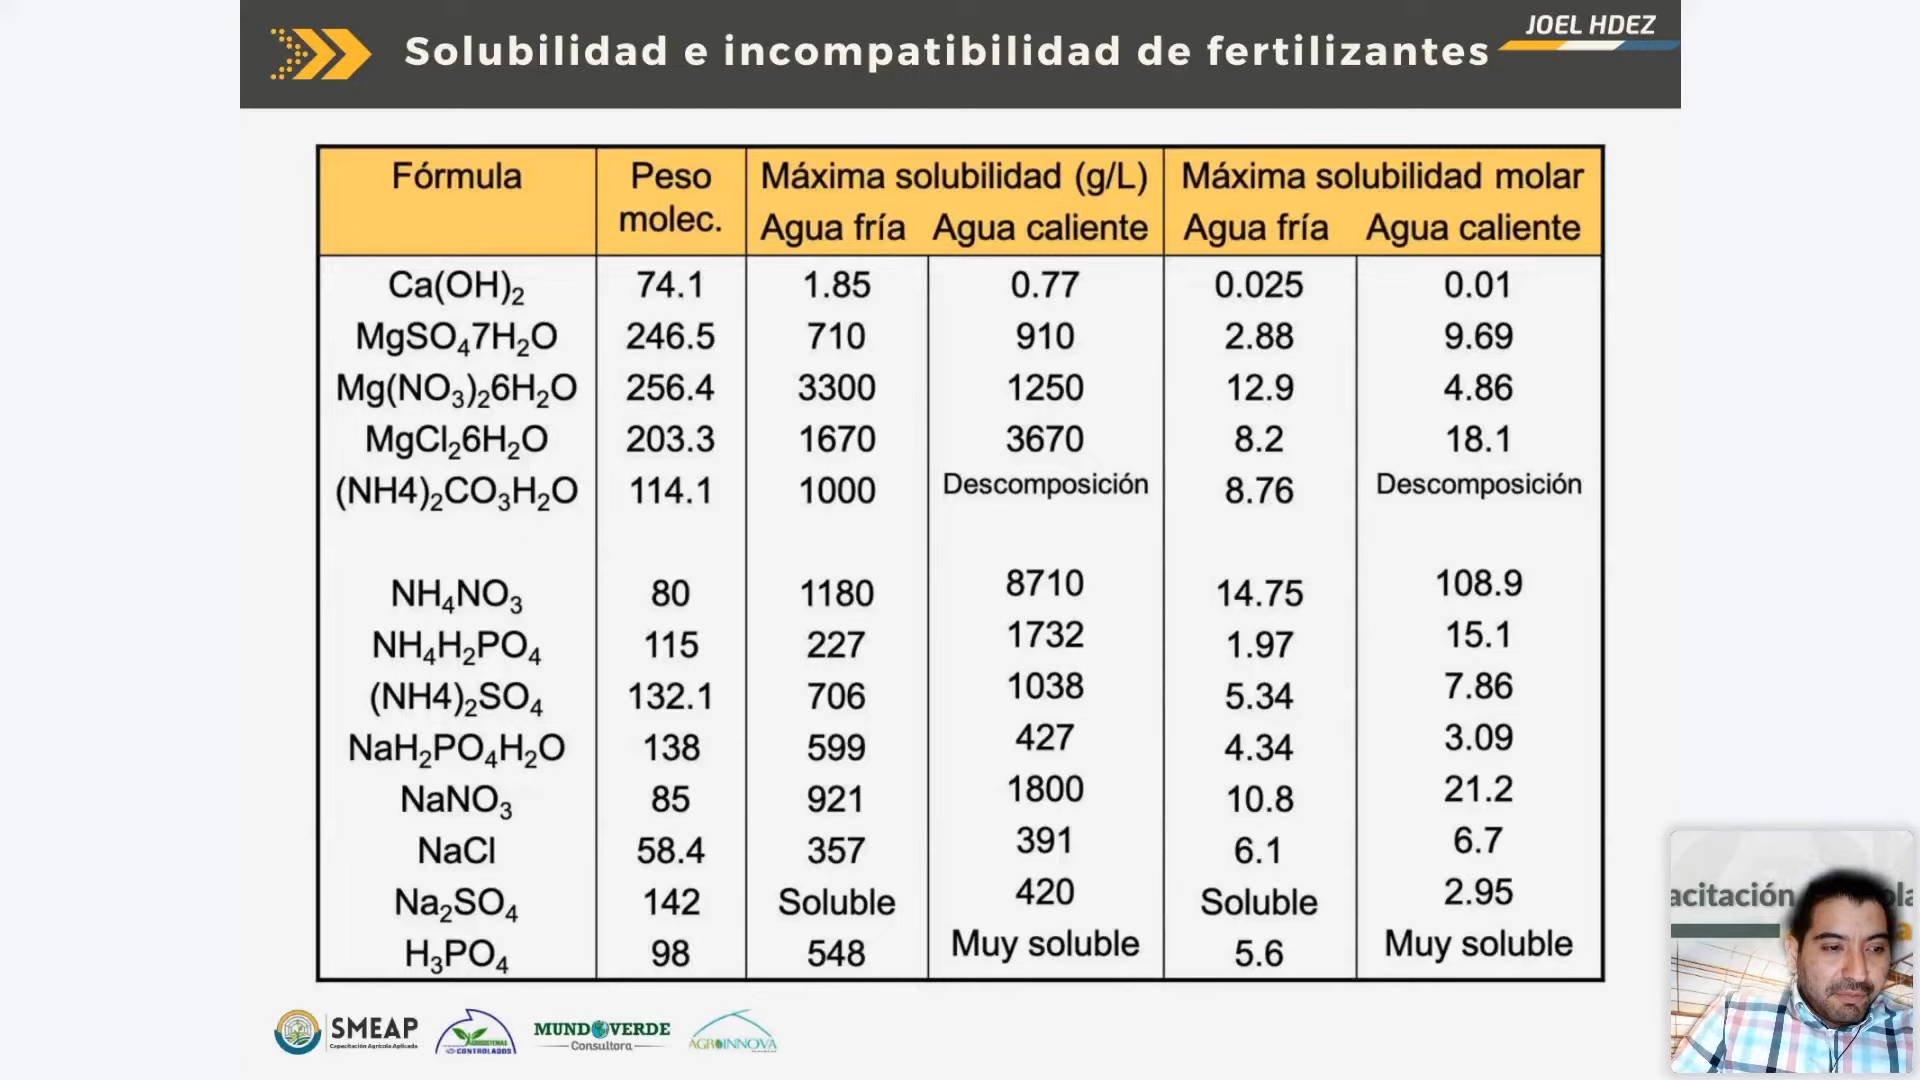 JOEL HDEZ
Solubilidad e incompatibilidad de fertilizantes
Fórmula Peso molec. Máxima solubilidad (g/L) Máxima solubilidad molar
Agua fría Agua caliente Agua fría Agua caliente
Ca(OH)₂ 74.1 1.85 0.77 0.025 0.01
MgSO₄7H₂O 246.5 710 910 2.88 9.69
Mg(NO₃)₂6H₂O 256.4 3300 1250 12.9 4.86
MgCl₂6H₂O 203.3 1670 3670 8.2 18.1
(NH4)₂CO₃H₂O 114.1 1000 Descomposición 8.76 Descomposición
NH₄NO₃ 80 1180 8710 14.75 108.9
NH₄H₂PO₄ 115 227 1732 1.97 15.1
(NH4)₂SO₄ 132.1 706 1038 5.34 7.86
NaH₂PO₄H₂O 138 599 427 4.34 3.09
NaNO₃ 85 921 1800 10.8 21.2
NaCl 58.4 357 391 6.1 6.7
Na₂SO₄ 142 Soluble 420 Soluble 2.95
H₃PO₄ 98 548 Muy soluble 5.6 Muy soluble
acitación
SMEAP
Capacitación Agrícola Aplicada
AGROSISTEMAS
CONTROLADOS
MUNDO VERDE
Consultora
AGROINNOVA